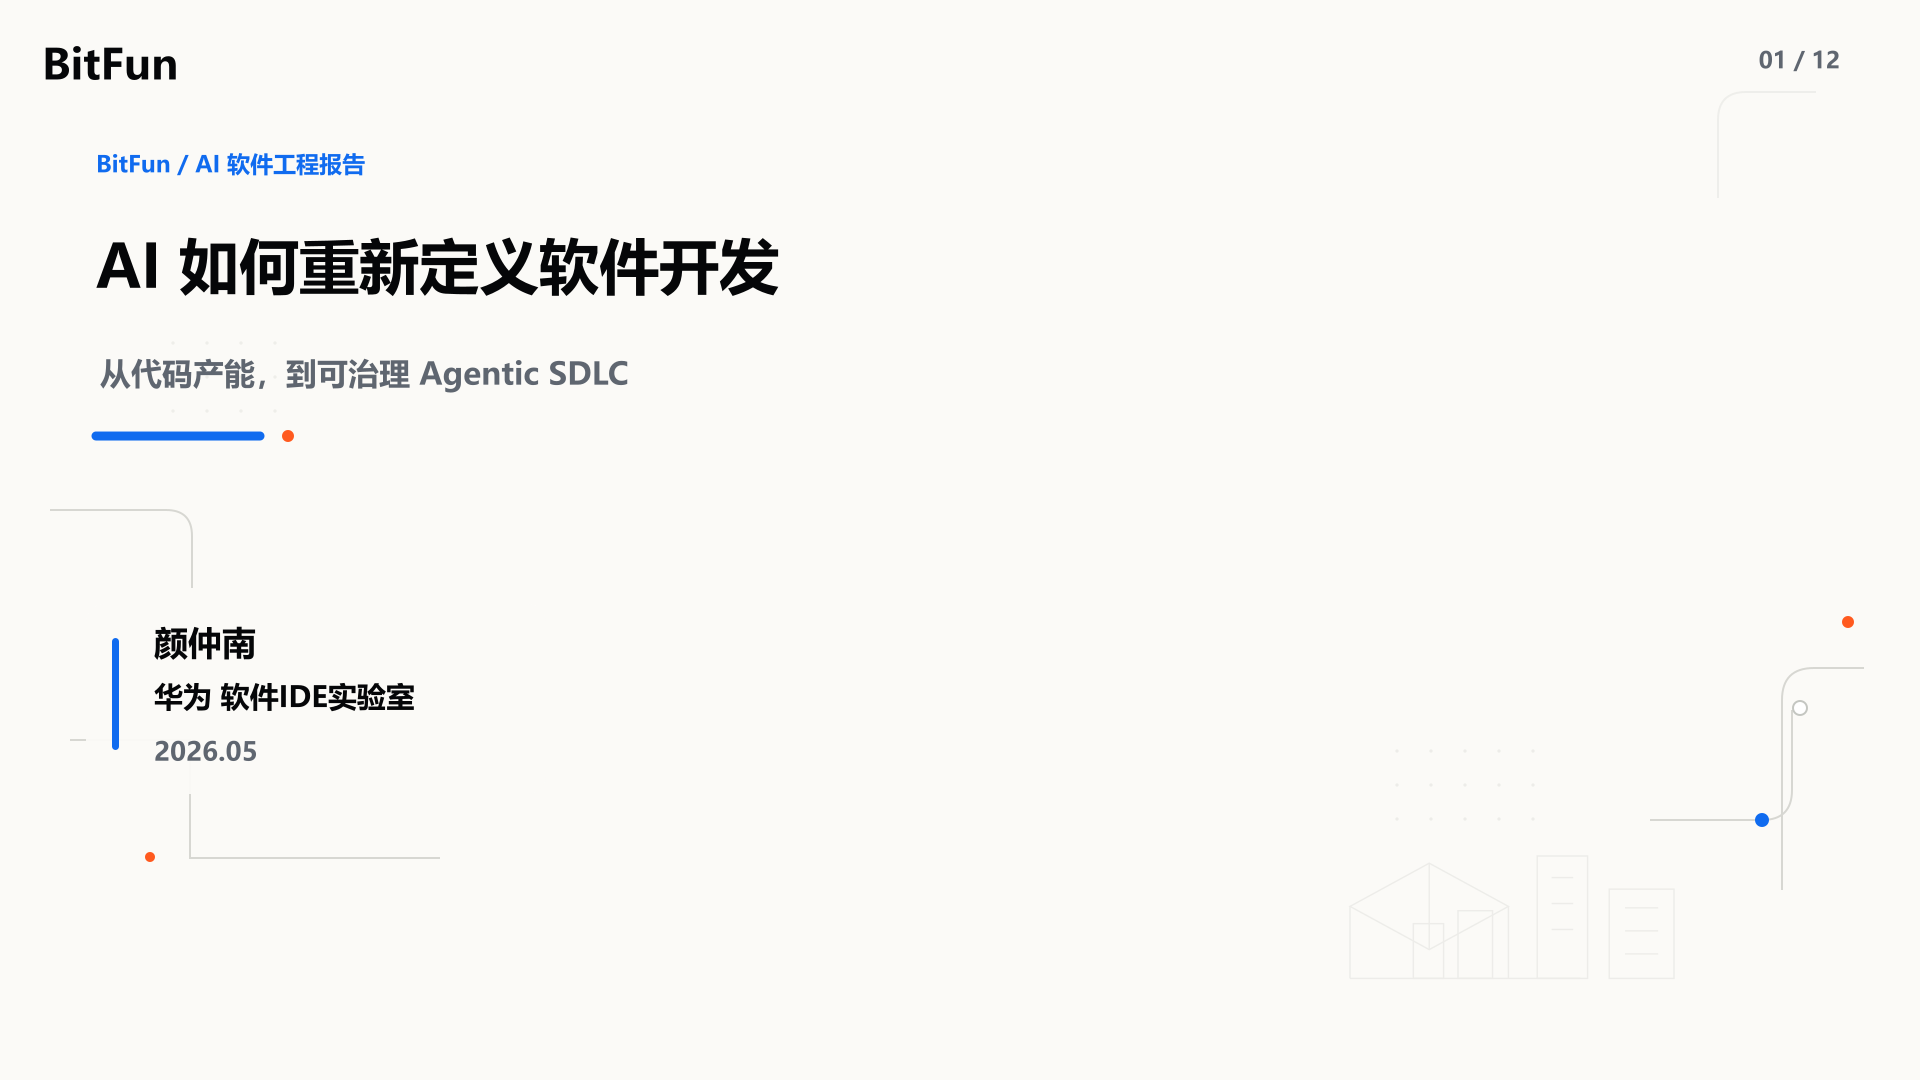 BitFun
01 / 12
BitFun / AI 软件工程报告
AI 如何重新定义软件开发
从代码产能，到可治理 Agentic SDLC
颜仲南
华为 软件IDE实验室
2026.05